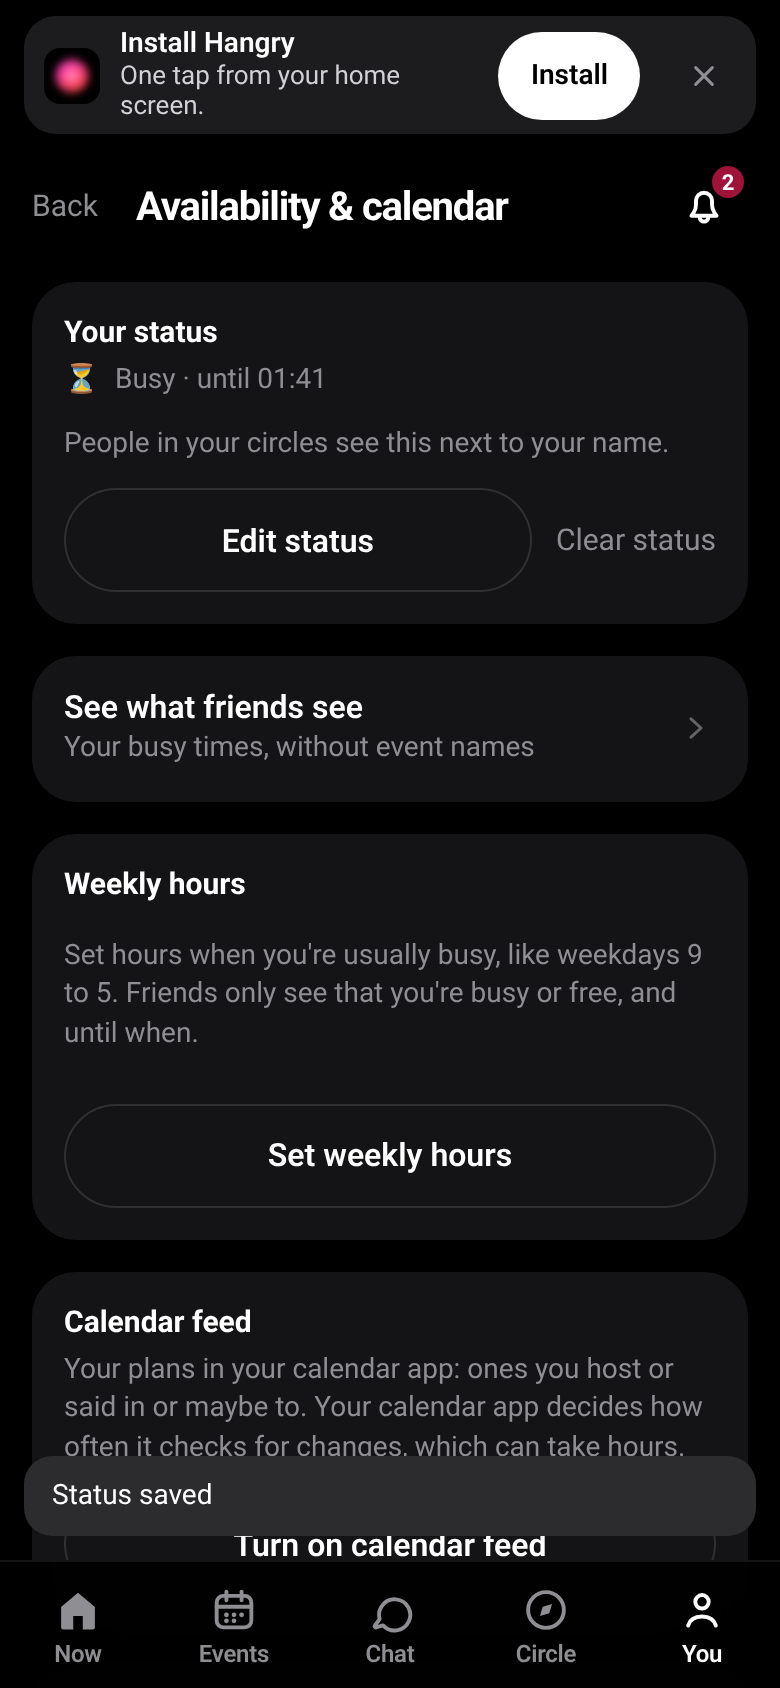 Install Hangry
One tap from your home
screen.
Install
Back
Availability & calendar
2
Your status
⏳ Busy · until 01:41
People in your circles see this next to your name.
Edit status
Clear status
See what friends see
Your busy times, without event names
Weekly hours
Set hours when you're usually busy, like weekdays 9
to 5. Friends only see that you're busy or free, and
until when.
Set weekly hours
Calendar feed
Your plans in your calendar app: ones you host or
said in or maybe to. Your calendar app decides how
often it checks for changes, which can take hours.
Status saved
Turn on calendar feed
Now
Events
Chat
Circle
You